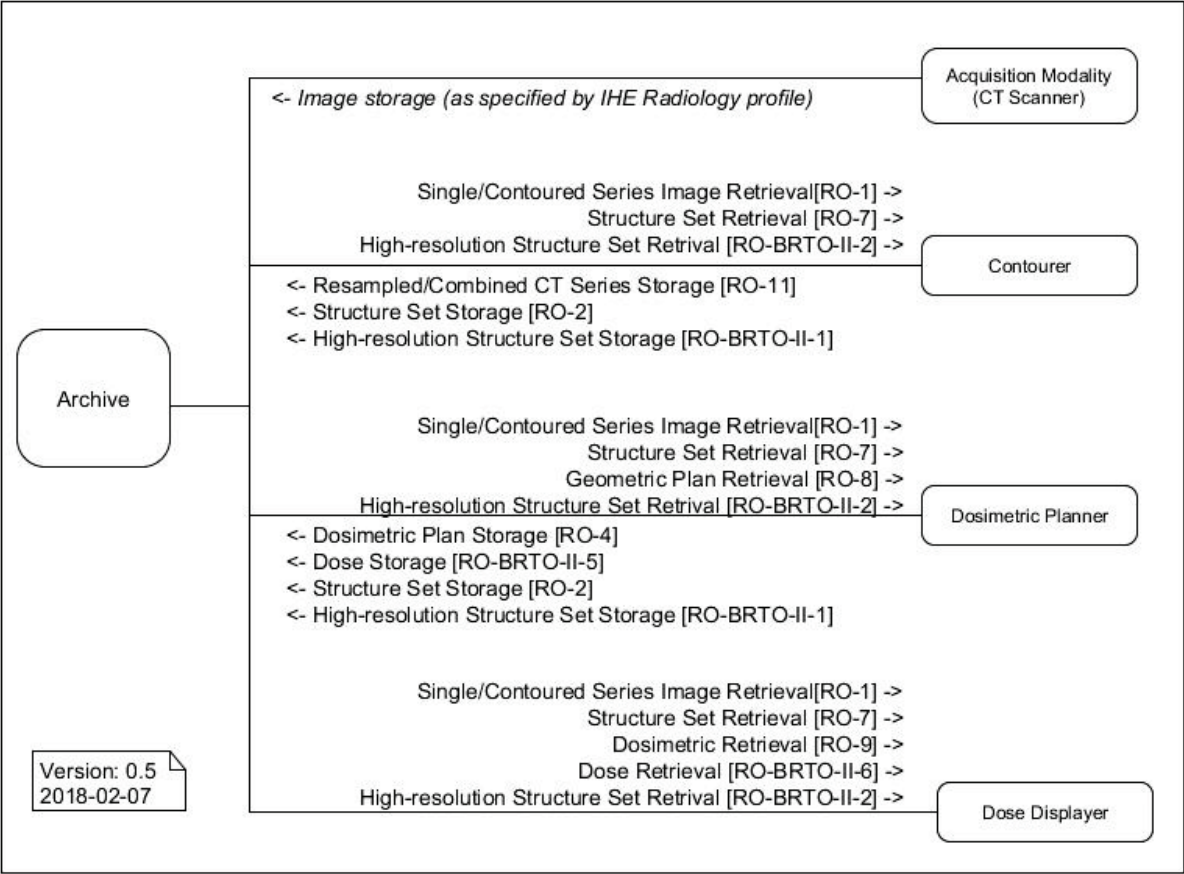 Acquisition Modality
(CT Scanner)
<- Image storage (as specified by IHE Radiology profile)
Single/Contoured Series Image Retrieval[RO-1] ->
Structure Set Retrieval [RO-7] ->
High-resolution Structure Set Retrival [RO-BRTO-II-2] ->
Contourer
<- Resampled/Combined CT Series Storage [RO-11]
<- Structure Set Storage [RO-2]
<- High-resolution Structure Set Storage [RO-BRTO-II-1]
Archive
Single/Contoured Series Image Retrieval[RO-1] ->
Structure Set Retrieval [RO-7] ->
Geometric Plan Retrieval [RO-8] ->
High-resolution Structure Set Retrival [RO-BRTO-II-2] ->
Dosimetric Planner
<- Dosimetric Plan Storage [RO-4]
<- Dose Storage [RO-BRTO-II-5]
<- Structure Set Storage [RO-2]
<- High-resolution Structure Set Storage [RO-BRTO-II-1]
Single/Contoured Series Image Retrieval[RO-1] ->
Structure Set Retrieval [RO-7] ->
Dosimetric Retrieval [RO-9] ->
Dose Retrieval [RO-BRTO-II-6] ->
High-resolution Structure Set Retrival [RO-BRTO-II-2] ->
Dose Displayer
Version: 0.5
2018-02-07